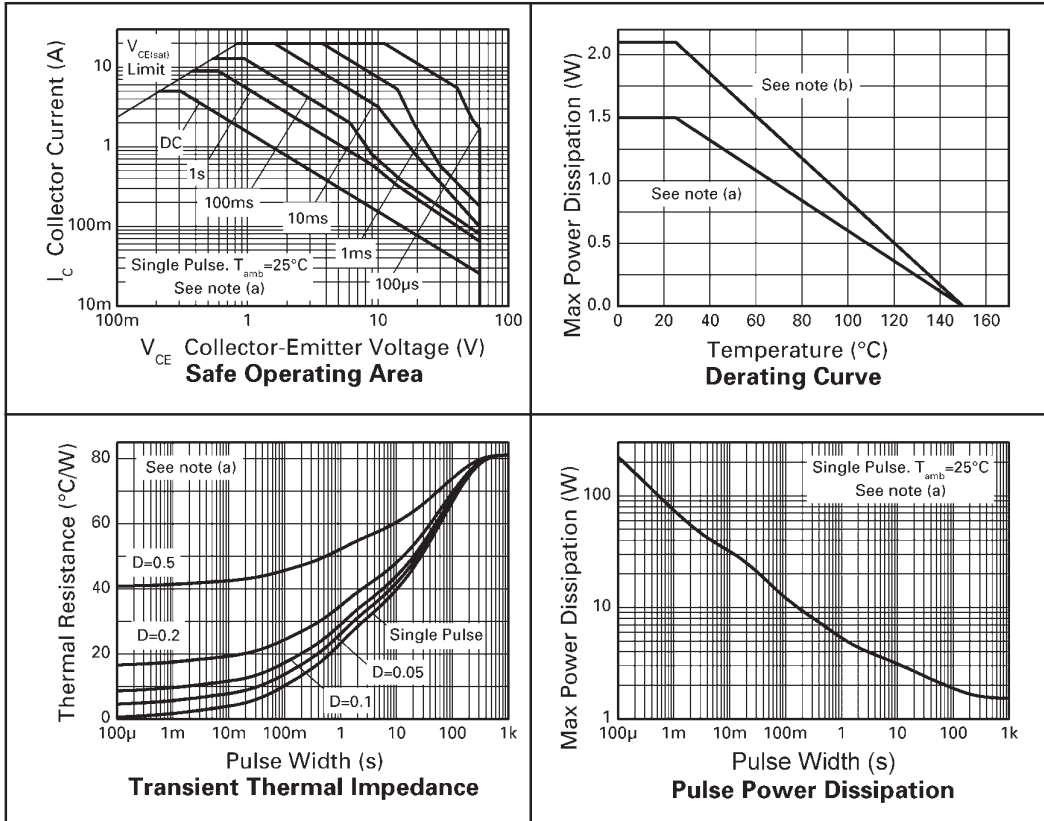 I_C Collector Current (A)
10
1
100m
10m
V_CE(sat)
Limit
DC
1s
100ms
10ms
1ms
100µs
Single Pulse. T_amb=25°C
See note (a)
100m 1 10 100
V_CE Collector-Emitter Voltage (V)
Safe Operating Area
Max Power Dissipation (W)
2.0
1.5
1.0
0.5
0.0
See note (b)
See note (a)
0 20 40 60 80 100 120 140 160
Temperature (°C)
Derating Curve
Thermal Resistance (°C/W)
80
60
40
20
0
See note (a)
D=0.5
D=0.2
Single Pulse
D=0.05
D=0.1
100µ 1m 10m 100m 1 10 100 1k
Pulse Width (s)
Transient Thermal Impedance
Max Power Dissipation (W)
100
10
1
Single Pulse. T_amb=25°C
See note (a)
100µ 1m 10m 100m 1 10 100 1k
Pulse Width (s)
Pulse Power Dissipation